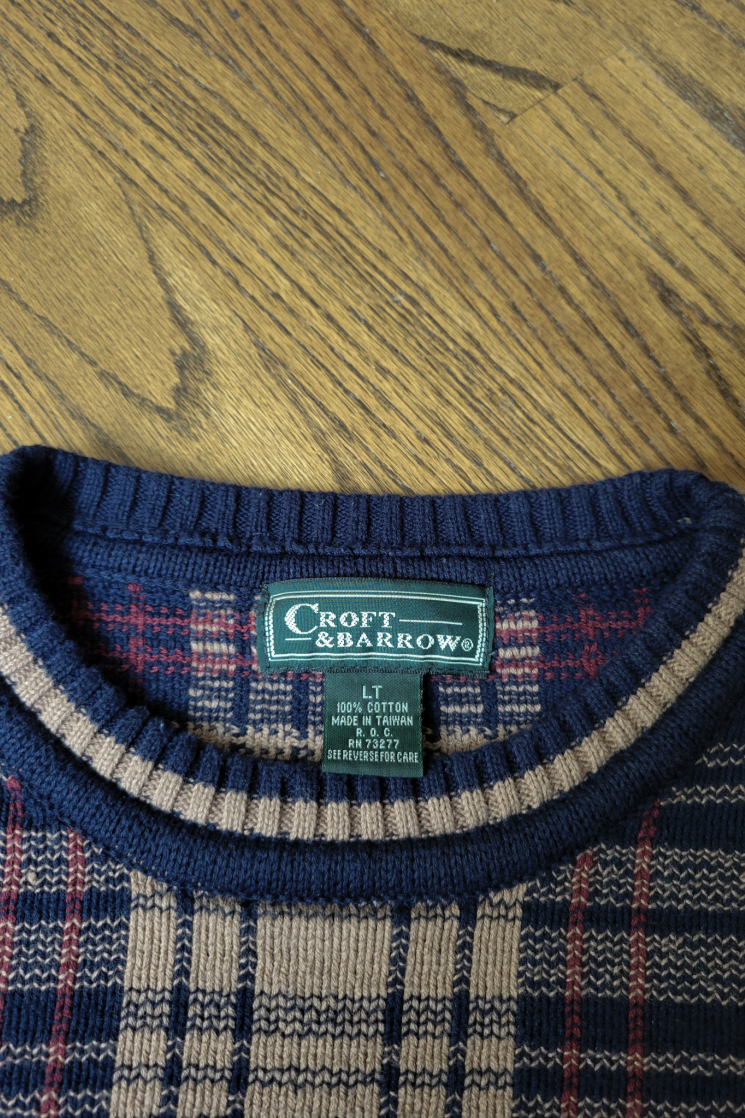 CROFT
&BARROW®
LT
100% COTTON
MADE IN TAIWAN
R. O. C.
RN 73277
SEE REVERSE FOR CARE